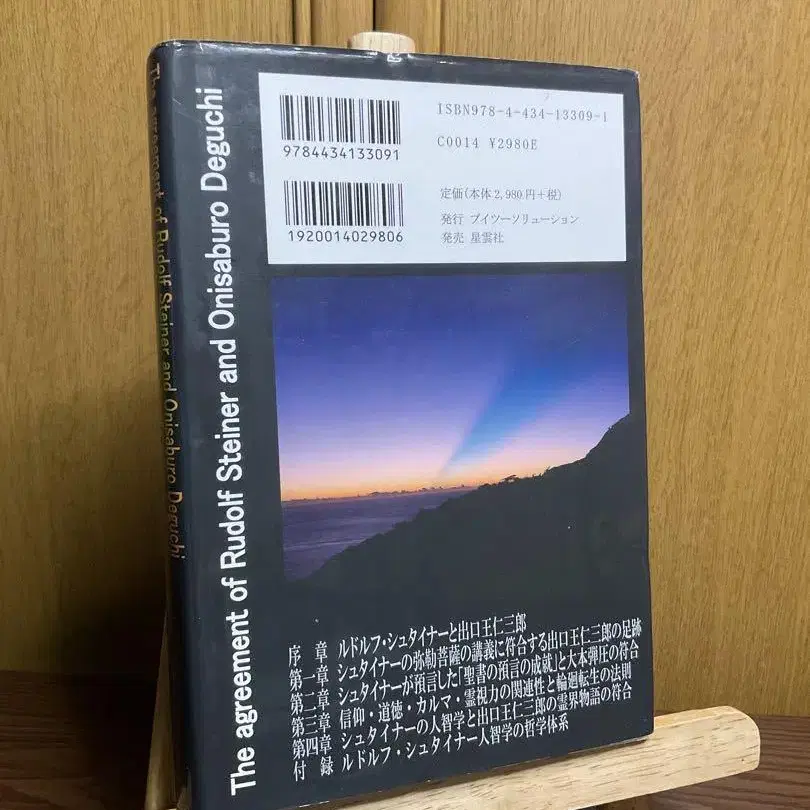 The agreement of Rudolf Steiner and Onisaburo Deguchi
The agreement of Rudolf Steiner and Onisaburo Deguchi
ISBN978-4-434-13309-1
C0014 ¥2980E
9784434133091
定価(本体2,980円+税)
発行 ブイツーソリューション
発売 星雲社
1920014029806
序 章 ルドルフ・シュタイナーと出口王仁三郎
第一章 シュタイナーの弥勒菩薩の講義に符合する出口王仁三郎の足跡
第二章 シュタイナーが預言した「聖書の預言の成就」と大本弾圧の符合
第三章 信仰・道徳・カルマ・霊視力の関連性と輪廻転生の法則
第四章 シュタイナーの人智学と出口王仁三郎の霊界物語の符合
付 録 ルドルフ・シュタイナー人智学の哲学体系